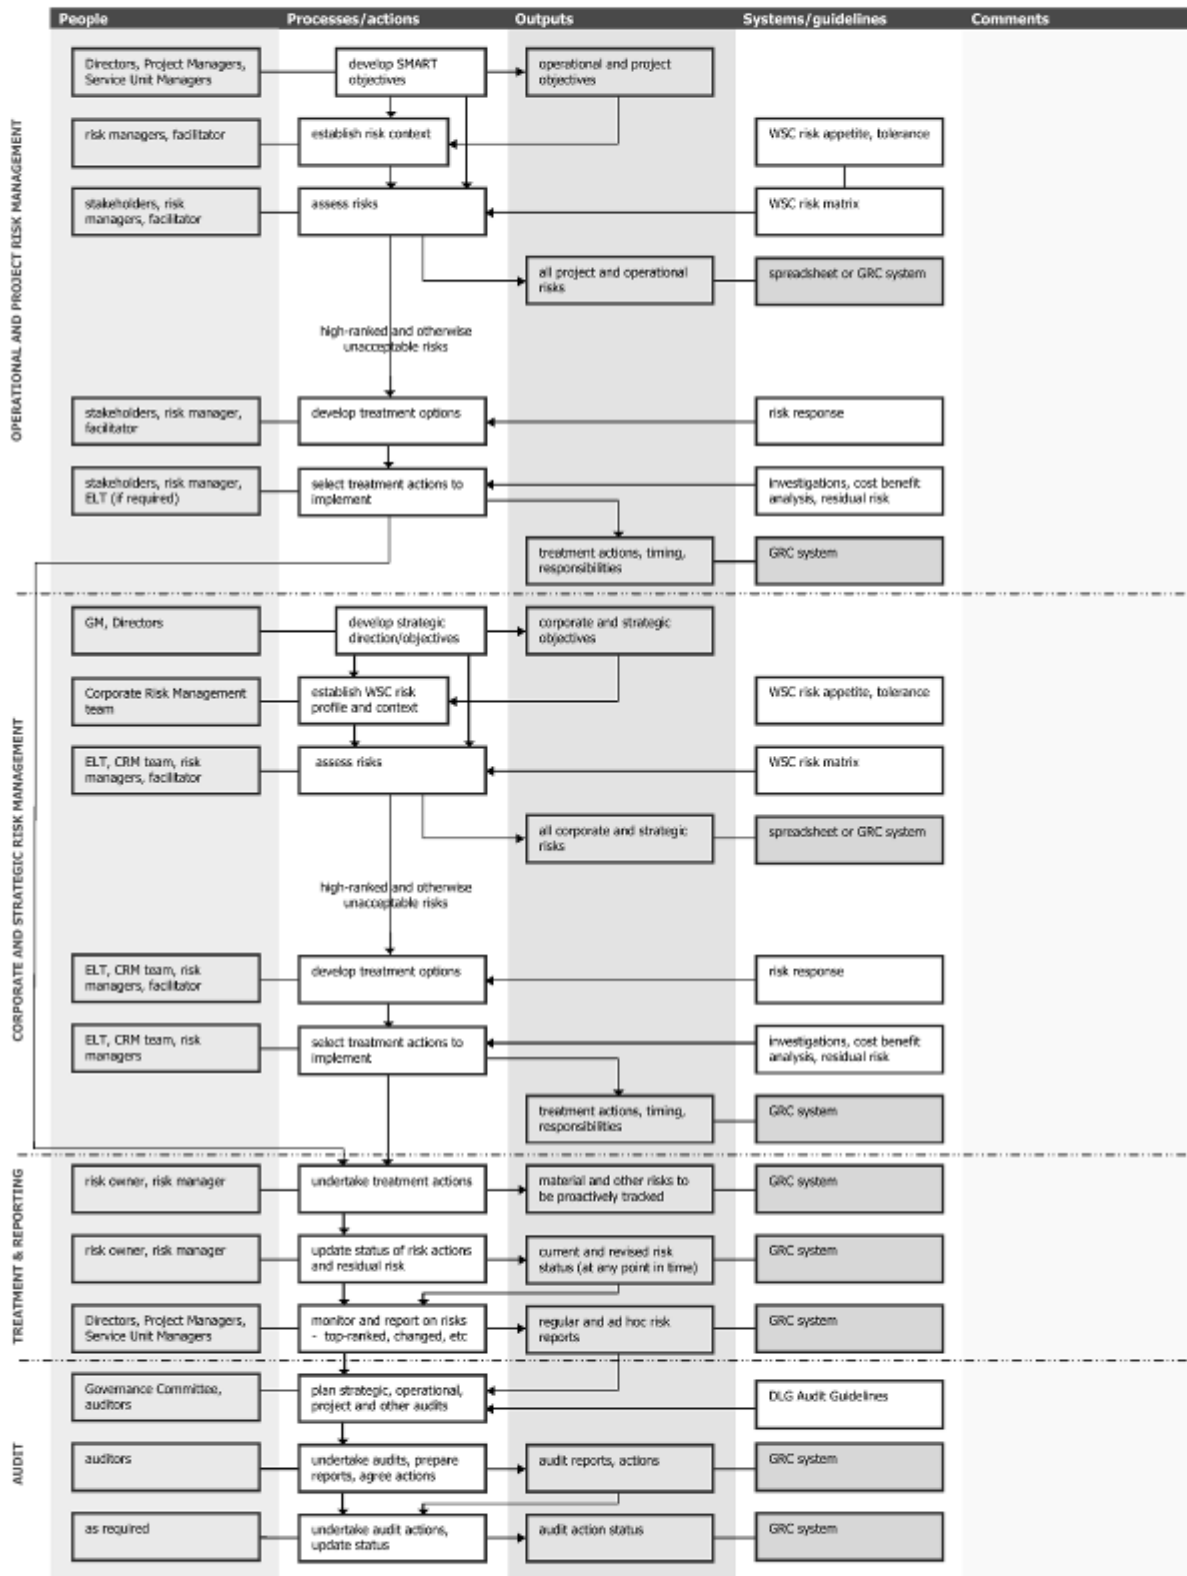 People Processes/actions Outputs Systems/guidelines Comments
OPERATIONAL AND PROJECT RISK MANAGEMENT
Directors, Project Managers,
Service Unit Managers
develop SMART
objectives
operational and project
objectives
risk managers, facilitator
establish risk context
WSC risk appetite, tolerance
stakeholders, risk
managers, facilitator
assess risks
WSC risk matrix
all project and operational
risks
spreadsheet or GRC system
high-ranked and otherwise
unacceptable risks
stakeholders, risk manager,
facilitator
develop treatment options
risk response
stakeholders, risk manager,
ELT (if required)
select treatment actions to
implement
investigations, cost benefit
analysis, residual risk
treatment actions, timing,
responsibilities
GRC system
CORPORATE AND STRATEGIC RISK MANAGEMENT
GM, Directors
develop strategic
direction/objectives
corporate and strategic
objectives
Corporate Risk Management
team
establish WSC risk
profile and context
WSC risk appetite, tolerance
ELT, CRM team, risk
managers, facilitator
assess risks
WSC risk matrix
all corporate and strategic
risks
spreadsheet or GRC system
high-ranked and otherwise
unacceptable risks
ELT, CRM team, risk
managers, facilitator
develop treatment options
risk response
ELT, CRM team, risk
managers
select treatment actions to
implement
investigations, cost benefit
analysis, residual risk
treatment actions, timing,
responsibilities
GRC system
TREATMENT & REPORTING
risk owner, risk manager
undertake treatment actions
material and other risks to
be proactively tracked
GRC system
risk owner, risk manager
update status of risk actions
and residual risk
current and revised risk
status (at any point in time)
GRC system
Directors, Project Managers,
Service Unit Managers
monitor and report on risks
- top-ranked, changed, etc
regular and ad hoc risk
reports
GRC system
AUDIT
Governance Committee,
auditors
plan strategic, operational,
project and other audits
DLG Audit Guidelines
auditors
undertake audits, prepare
reports, agree actions
audit reports, actions
GRC system
as required
undertake audit actions,
update status
audit action status
GRC system